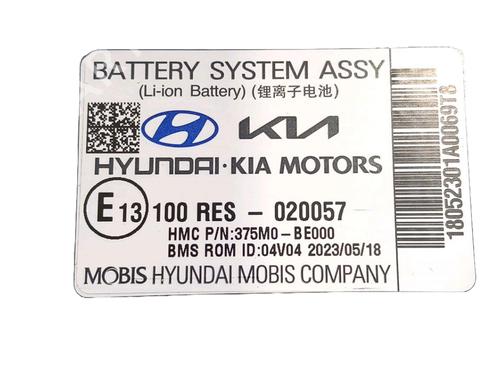 BATTERY SYSTEM ASSY
(Li-ion Battery) (锂离子电池)
KIA
HYUNDAI·KIA MOTORS
E13 100 RES - 020057
HMC P/N:375M0-BE000
BMS ROM ID:04V04 2023/05/18
MOBIS HYUNDAI MOBIS COMPANY
18052301A0069T8